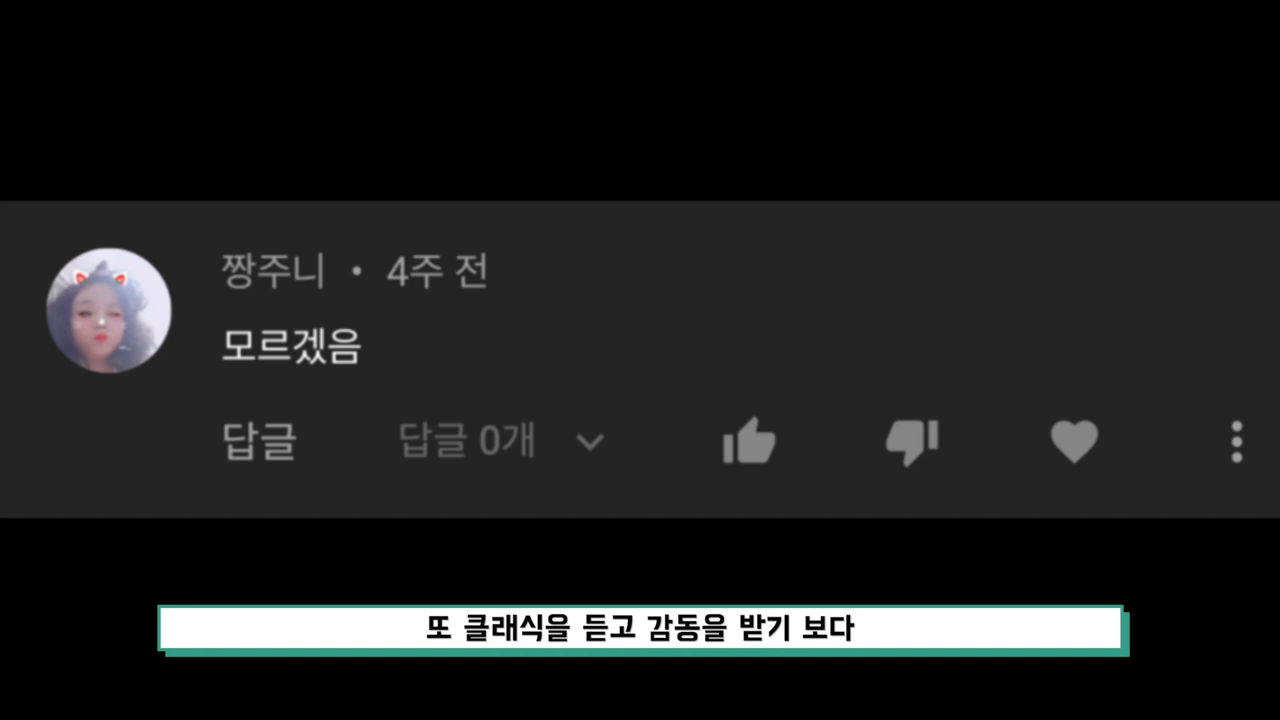 짱주니 • 4주 전
모르겠음
답글 답글 0개
또 클래식을 듣고 감동을 받기 보다